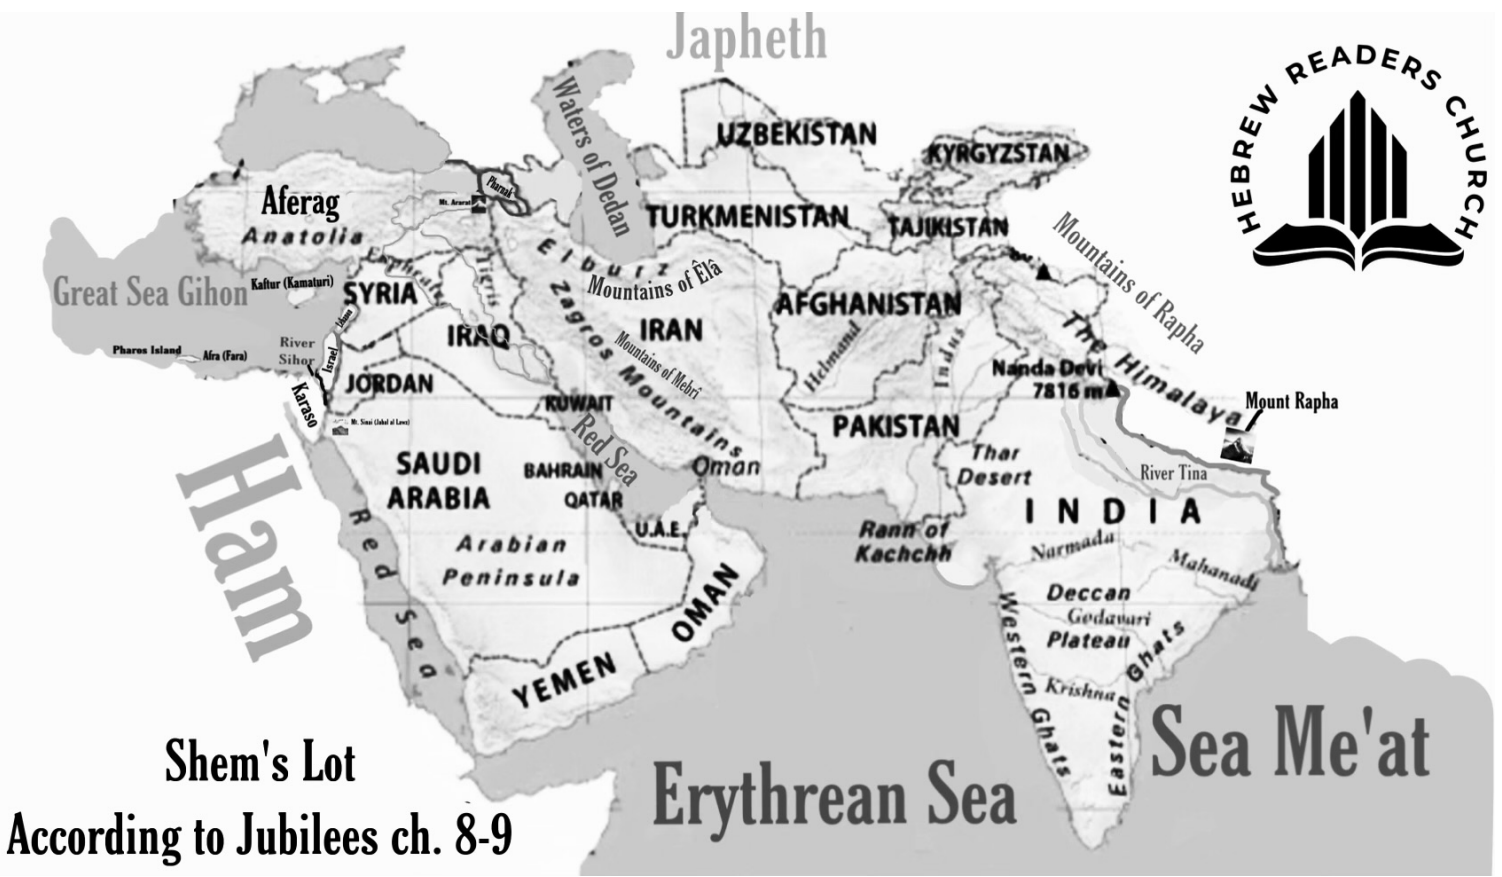 Japheth
HEBREW READERS CHURCH
Waters of Dedan
UZBEKISTAN
KYRGYZSTAN
Pharnak
Mt. Ararat
Aferag
Anatolia
TURKMENISTAN
TAJIKISTAN
Mountains of Rapha
Elburz
Mountains of Êlâ
Great Sea Gihon
Kaftur (Kamaturi)
Euphrates
Tigris
SYRIA
Lebanon
AFGHANISTAN
IRAQ
IRAN
Zagros Mountains
Mountains of Mebrî
Helmand
Indus
The Himalaya
Pharos Island
Afra (Fara)
River
Sihor
Israel
JORDAN
Nanda Devi
7816 m
Mount Rapha
Karaso
KUWAIT
Mt. Sinai (Jabal al Lawz)
PAKISTAN
Red Sea
Ham
SAUDI
ARABIA
BAHRAIN
QATAR
Oman
Thar
Desert
River Tina
INDIA
U.A.E.
Rann of
Kachchh
Narmada
Mahanadi
Arabian
Peninsula
Red Sea
OMAN
YEMEN
Deccan
Godavari
Plateau
Western Ghats
Eastern Ghats
Krishna
Sea Me'at
Erythrean Sea
Shem's Lot
According to Jubilees ch. 8-9